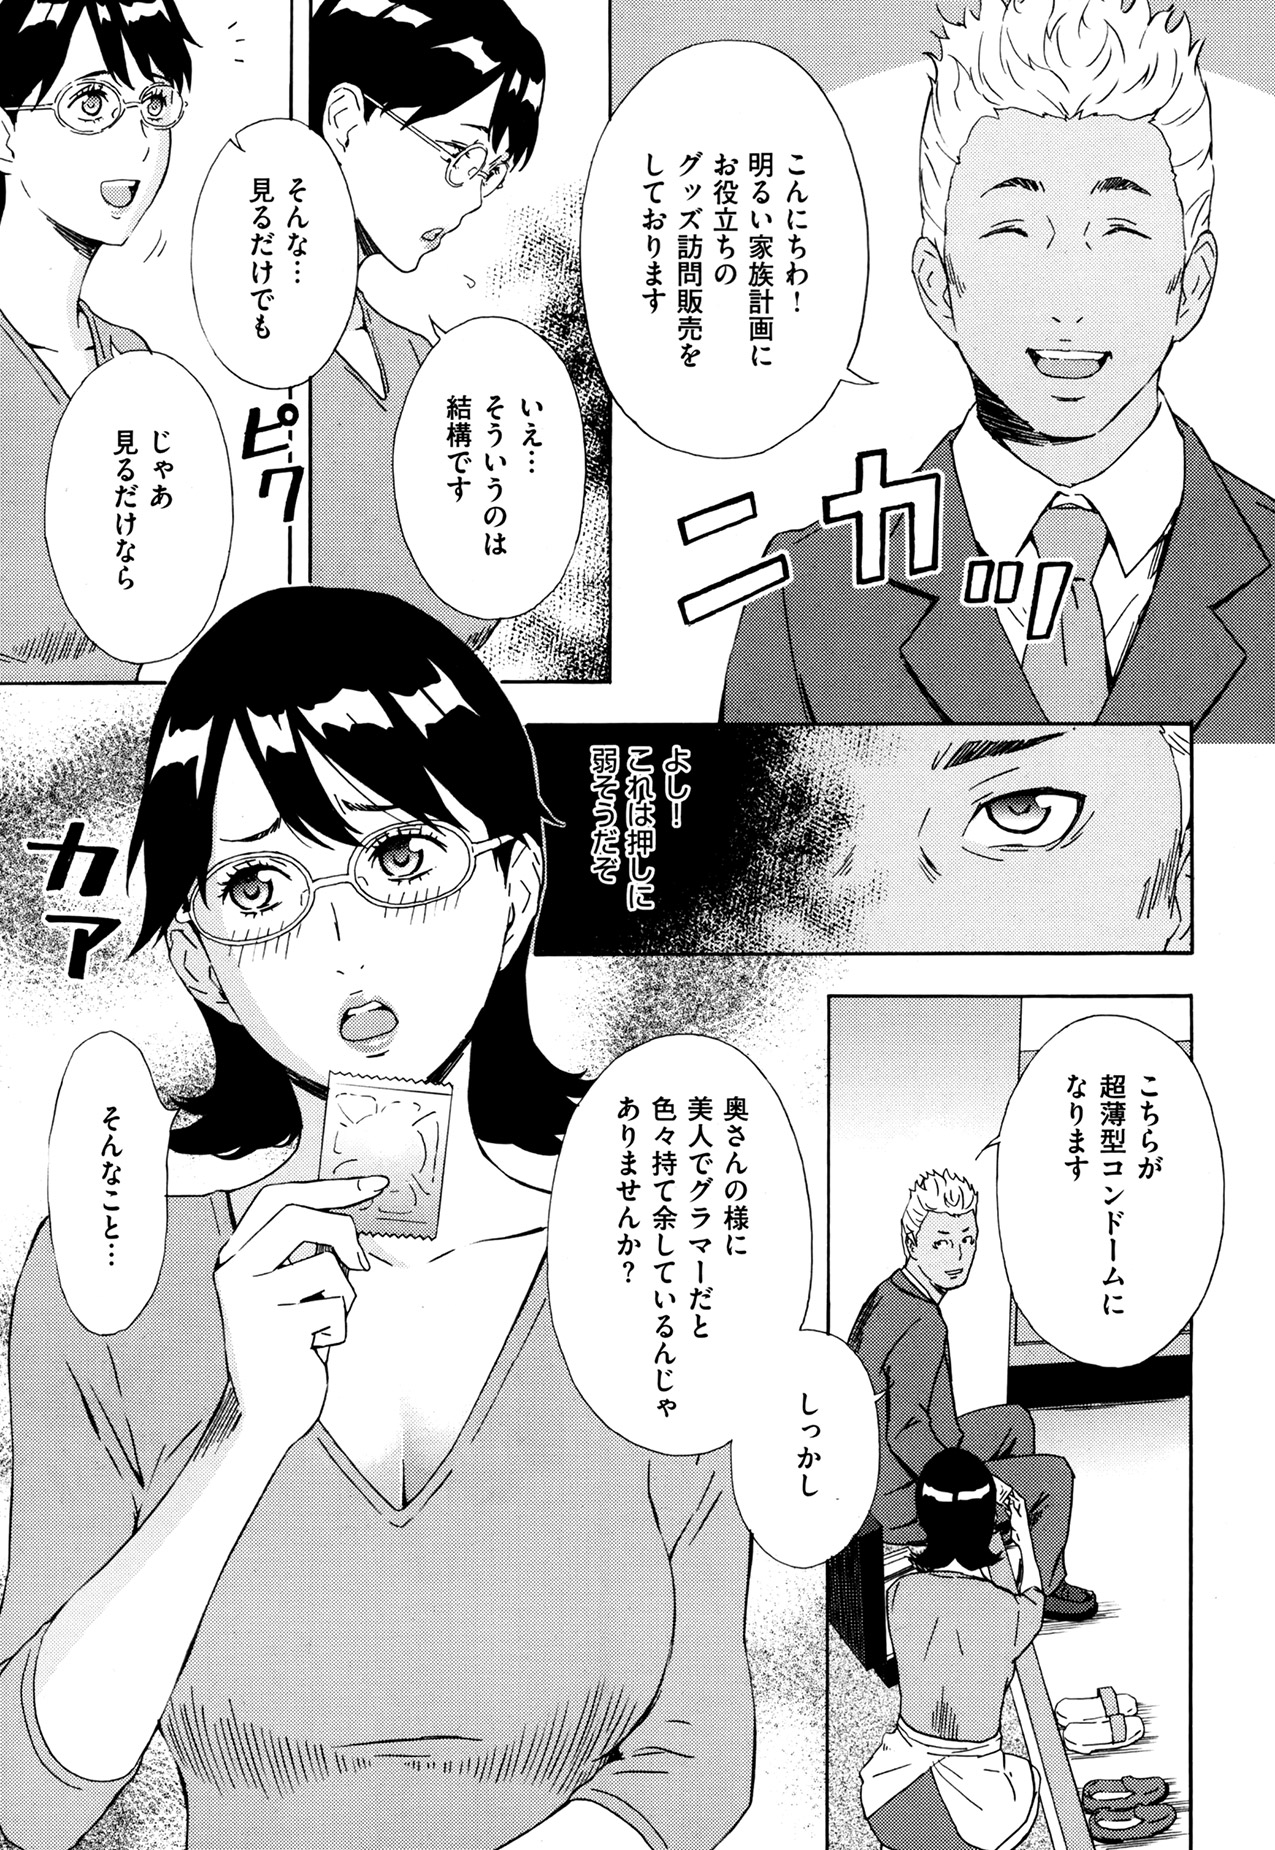 こんにちわ！
明るい家族計画に
お役立ちの
グッズ訪問販売を
しております
ニカッ
いえ…
そういうのは
結構です
そんな…
見るだけでも
ピク
じゃあ
見るだけなら
よし！
これは押しに
弱そうだぞ
こちらが
超薄型コンドームに
なります
しっかし
奥さんの様に
美人でグラマーだと
色々持て余しているんじゃ
ありませんか？
カァ
そんなこと…